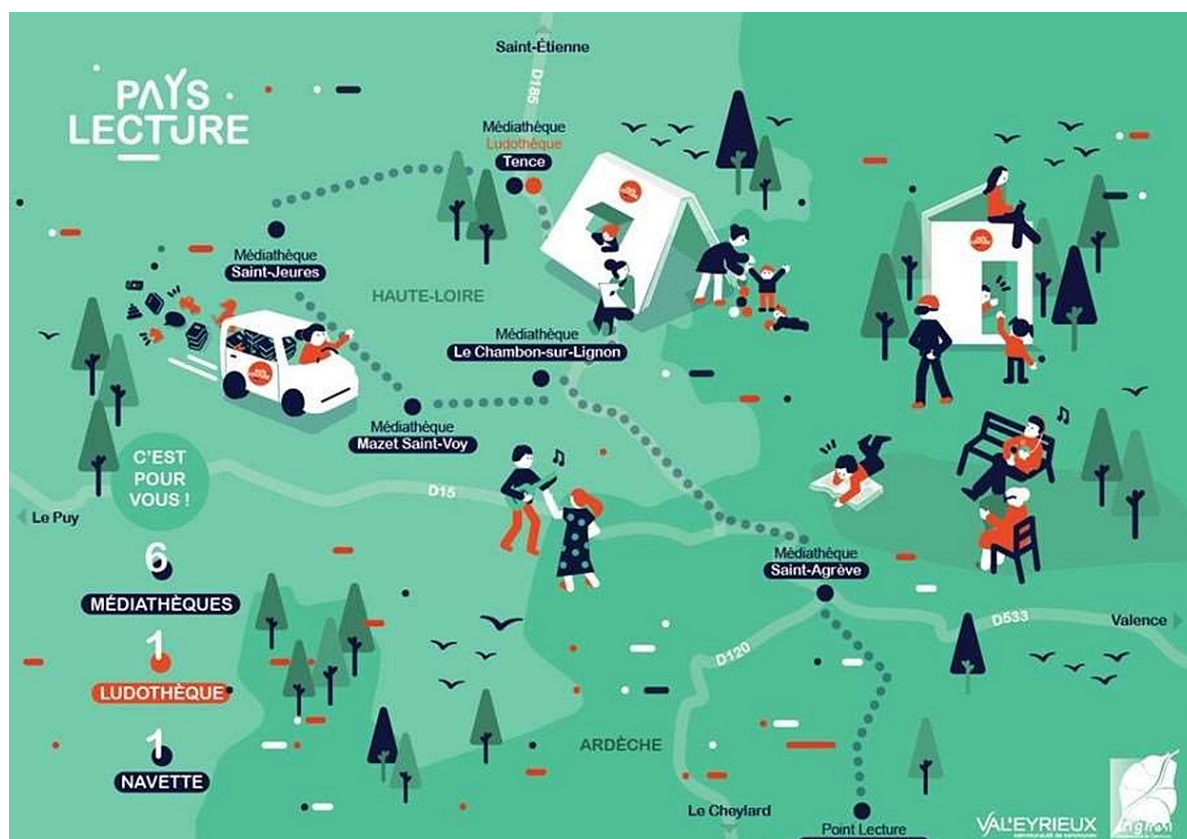 PAYS
LECTURE
Saint-Étienne
D185
Médiathèque
Ludothèque
Tence
Médiathèque
Saint-Jeures
HAUTE-LOIRE
Médiathèque
Le Chambon-sur-Lignon
Médiathèque
Mazet Saint-Voy
C'EST
POUR
VOUS !
D15
Le Puy
6
MÉDIATHÈQUES
1
LUDOTHÈQUE
1
NAVETTE
Médiathèque
Saint-Agrève
D533
Valence
D120
ARDÈCHE
Le Cheylard
Point Lecture
VAL'EYRIEUX